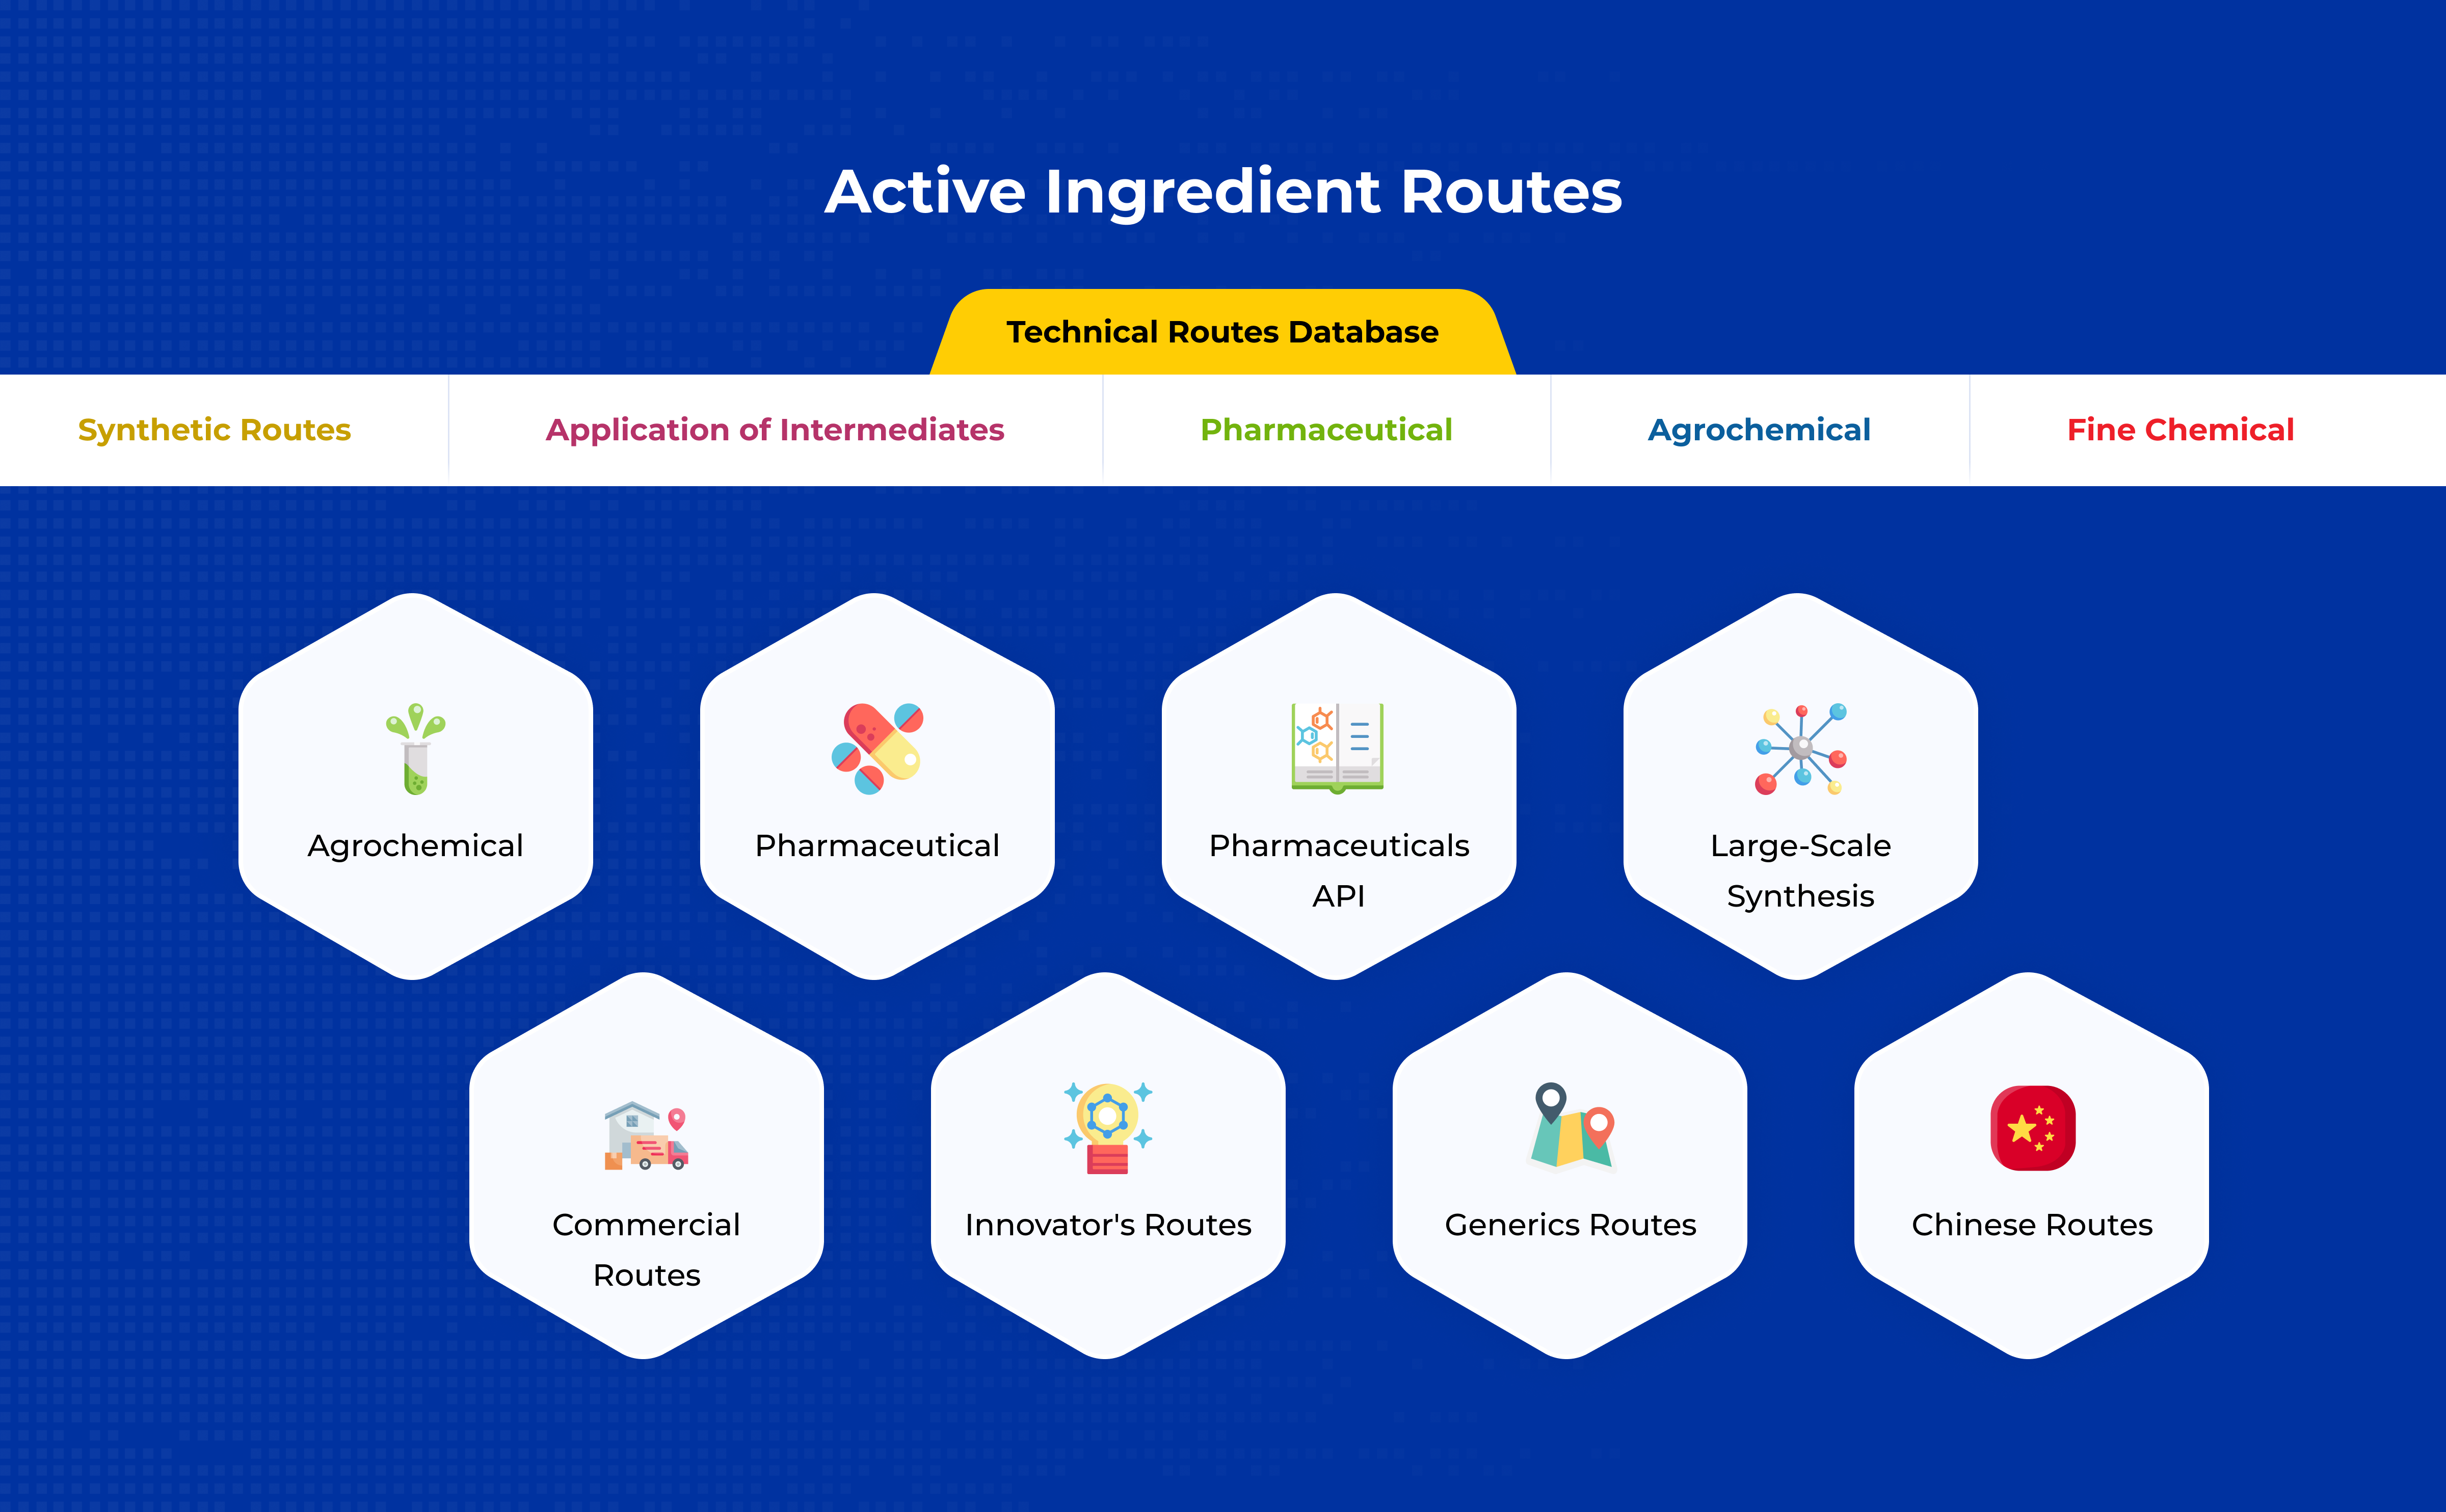 Active Ingredient Routes
Technical Routes Database
Synthetic Routes
Application of Intermediates
Pharmaceutical
Agrochemical
Fine Chemical
Agrochemical
Pharmaceutical
Pharmaceuticals
API
Large-Scale
Synthesis
Commercial
Routes
Innovator's Routes
Generics Routes
Chinese Routes